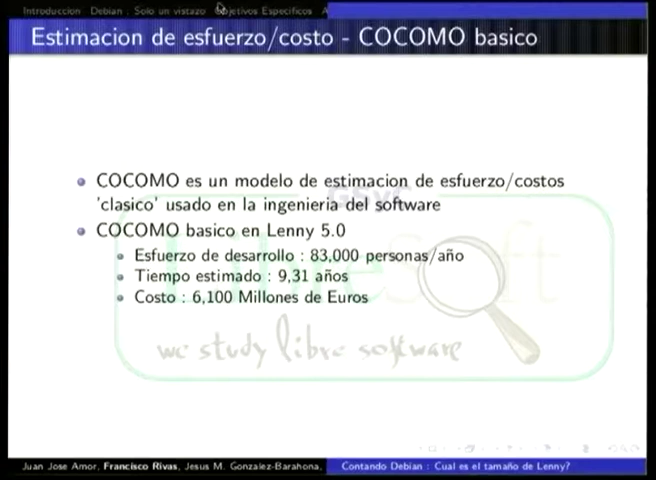 Introduccion Debian : Solo un vistazo Objetivos Especificos A
Estimacion de esfuerzo/costo - COCOMO basico
COCOMO es un modelo de estimacion de esfuerzo/costos
'clasico' usado en la ingenieria del software
COCOMO basico en Lenny 5.0
Esfuerzo de desarrollo : 83,000 personas/año
Tiempo estimado : 9,31 años
Costo : 6,100 Millones de Euros
GSyC
LibreSoft
we study libre software
Juan Jose Amor, Francisco Rivas, Jesus M. Gonzalez-Barahona,
Contando Debian : Cual es el tamaño de Lenny?